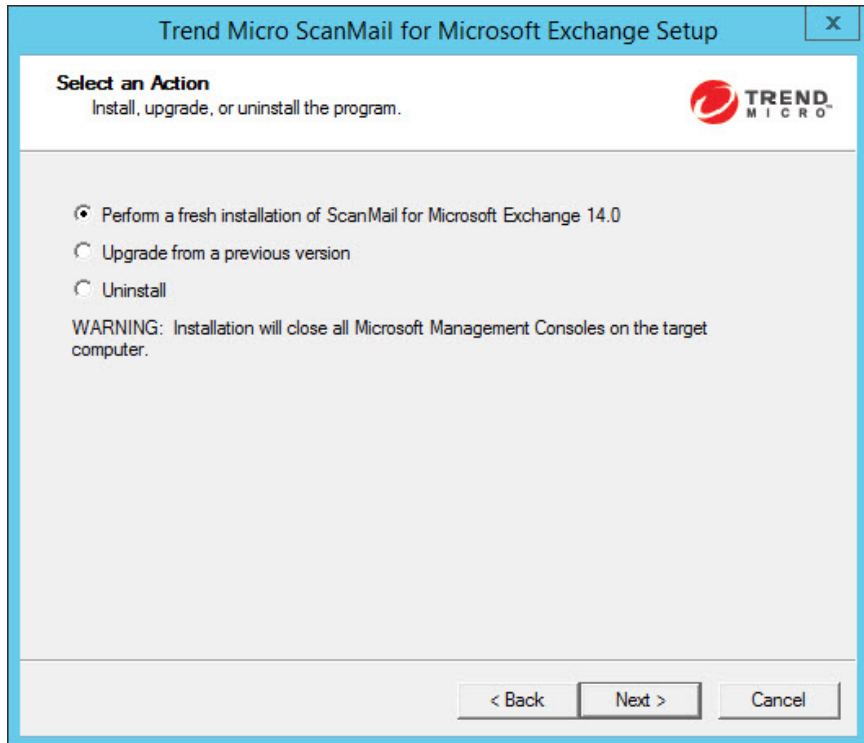 Trend Micro ScanMail for Microsoft Exchange Setup
x
Select an Action
Install, upgrade, or uninstall the program.
TREND
MICRO™
Perform a fresh installation of ScanMail for Microsoft Exchange 14.0
Upgrade from a previous version
Uninstall
WARNING: Installation will close all Microsoft Management Consoles on the target
computer.
< Back
Next >
Cancel